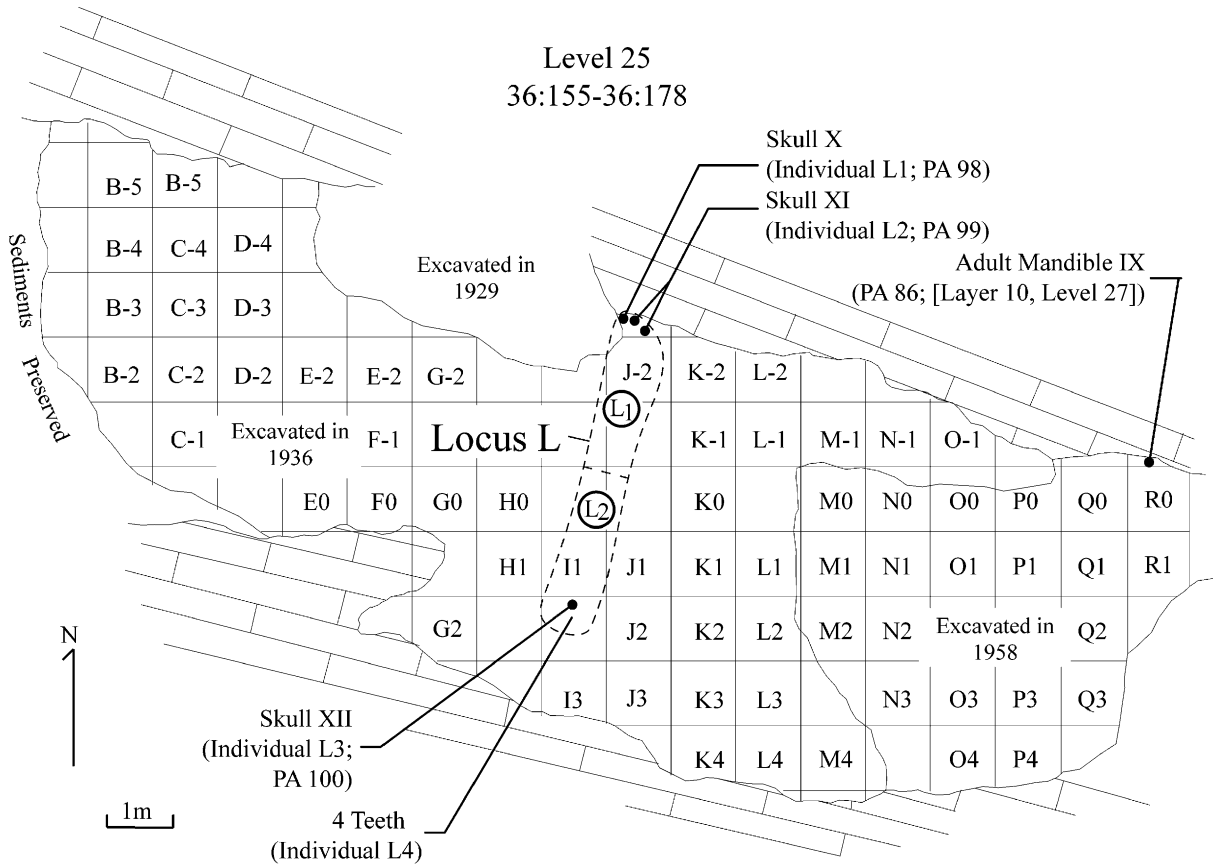 Level 25
36:155-36:178
Skull X
(Individual L1; PA 98)
Skull XI
(Individual L2; PA 99)
Adult Mandible IX
(PA 86; [Layer 10, Level 27])
Excavated in
1929
Sediments Preserved
B-5 B-5
B-4 C-4 D-4
B-3 C-3 D-3
B-2 C-2 D-2 E-2 E-2 G-2 J-2 K-2 L-2
L1
C-1 Excavated in
1936
F-1 Locus L K-1 L-1 M-1 N-1 O-1
E0 F0 G0 H0 L2 K0 M0 N0 O0 P0 Q0 R0
H1 I1 J1 K1 L1 M1 N1 O1 P1 Q1 R1
G2 J2 K2 L2 M2 N2 Excavated in
1958
Q2
I3 J3 K3 L3 N3 O3 P3 Q3
K4 L4 M4 O4 P4
N
1m
Skull XII
(Individual L3;
PA 100)
4 Teeth
(Individual L4)